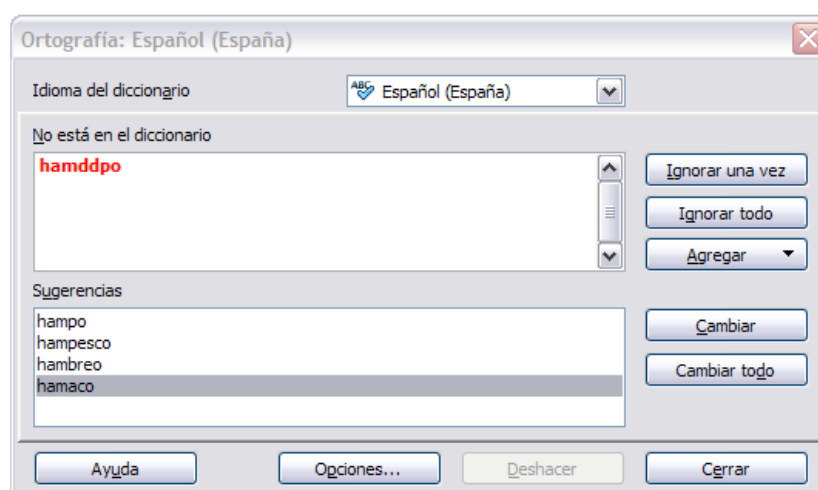 Ortografía: Español (España)
Idioma del diccionario
ABC Español (España)
No está en el diccionario
hamddpo
Ignorar una vez
Ignorar todo
Agregar
Sugerencias
hampo
hampesco
hambreo
hamaco
Cambiar
Cambiar todo
Ayuda
Opciones...
Deshacer
Cerrar